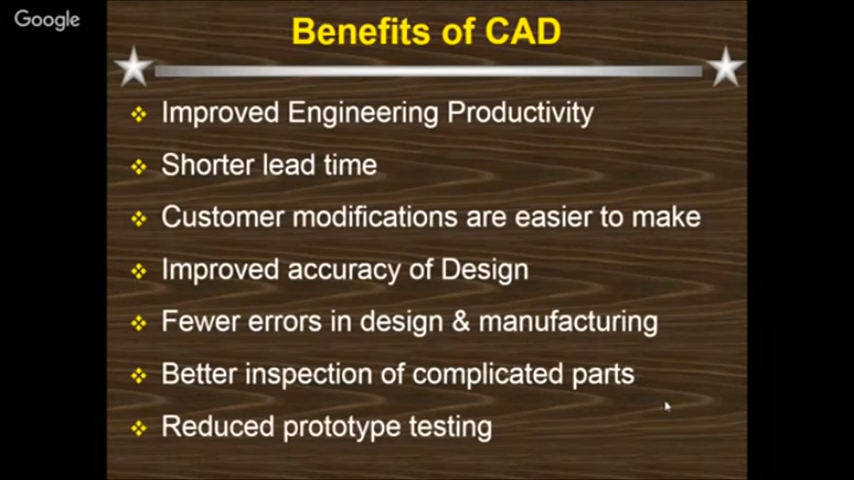 Google
Benefits of CAD
Improved Engineering Productivity
Shorter lead time
Customer modifications are easier to make
Improved accuracy of Design
Fewer errors in design & manufacturing
Better inspection of complicated parts
Reduced prototype testing